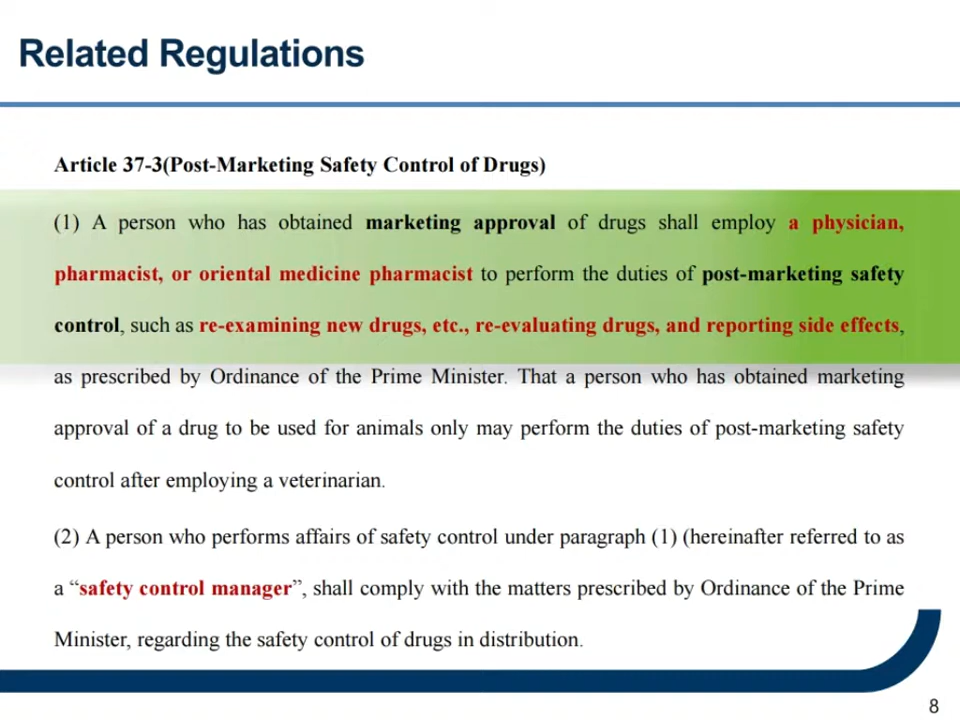 Related Regulations
Article 37-3(Post-Marketing Safety Control of Drugs)
(1) A person who has obtained marketing approval of drugs shall employ a physician,
pharmacist, or oriental medicine pharmacist to perform the duties of post-marketing safety
control, such as re-examining new drugs, etc., re-evaluating drugs, and reporting side effects,
as prescribed by Ordinance of the Prime Minister. That a person who has obtained marketing
approval of a drug to be used for animals only may perform the duties of post-marketing safety
control after employing a veterinarian.
(2) A person who performs affairs of safety control under paragraph (1) (hereinafter referred to as
a “safety control manager”, shall comply with the matters prescribed by Ordinance of the Prime
Minister, regarding the safety control of drugs in distribution.
8